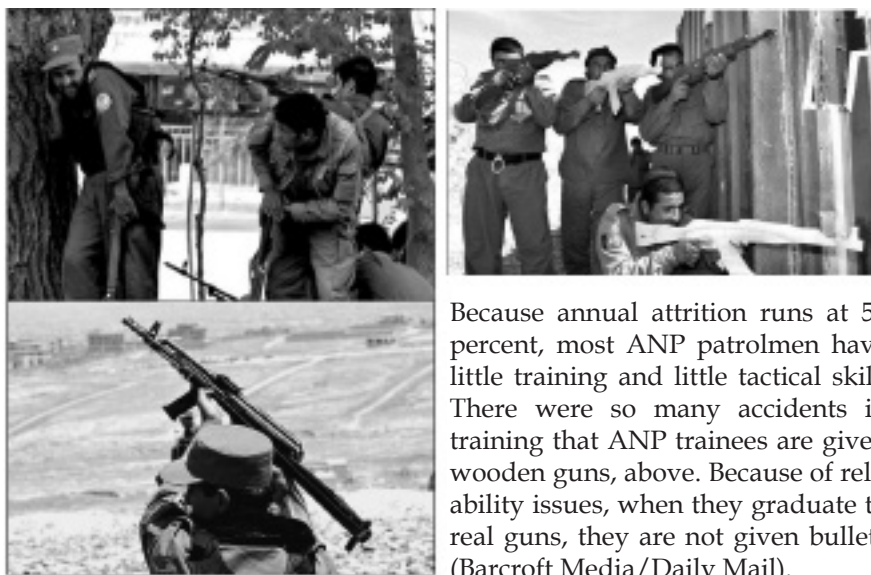 Because annual attrition runs at 5
percent, most ANP patrolmen hav
little training and little tactical skil
There were so many accidents i
training that ANP trainees are give
wooden guns, above. Because of rel
ability issues, when they graduate t
real guns, they are not given bullet
(Barcroft Media/Daily Mail).